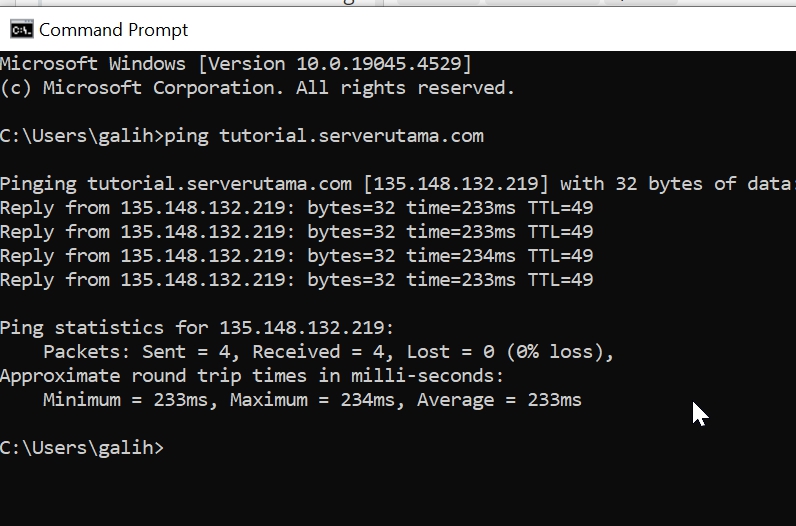 Command Prompt
Microsoft Windows [Version 10.0.19045.4529]
(c) Microsoft Corporation. All rights reserved.
C:\Users\galih>ping tutorial.serverutama.com
Pinging tutorial.serverutama.com [135.148.132.219] with 32 bytes of data:
Reply from 135.148.132.219: bytes=32 time=233ms TTL=49
Reply from 135.148.132.219: bytes=32 time=233ms TTL=49
Reply from 135.148.132.219: bytes=32 time=234ms TTL=49
Reply from 135.148.132.219: bytes=32 time=233ms TTL=49
Ping statistics for 135.148.132.219:
Packets: Sent = 4, Received = 4, Lost = 0 (0% loss),
Approximate round trip times in milli-seconds:
Minimum = 233ms, Maximum = 234ms, Average = 233ms
C:\Users\galih>